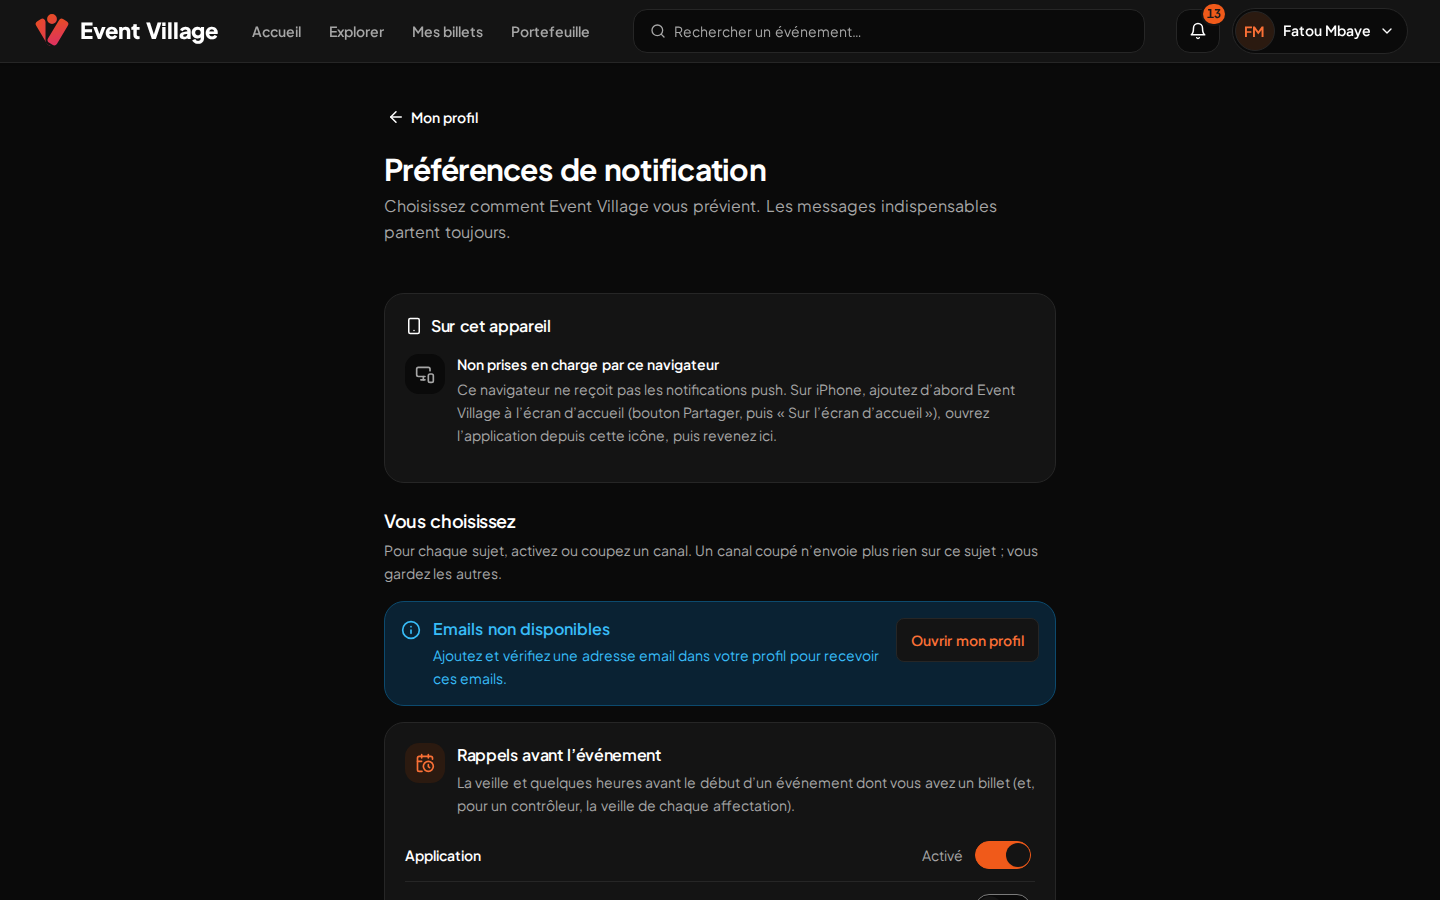 Event Village
Accueil
Explorer
Mes billets
Portefeuille
Rechercher un événement…
13
FM
Fatou Mbaye
Mon profil
Préférences de notification
Choisissez comment Event Village vous prévient. Les messages indispensables
partent toujours.
Sur cet appareil
Non prises en charge par ce navigateur
Ce navigateur ne reçoit pas les notifications push. Sur iPhone, ajoutez d’abord Event
Village à l’écran d’accueil (bouton Partager, puis « Sur l’écran d’accueil »), ouvrez
l’application depuis cette icône, puis revenez ici.
Vous choisissez
Pour chaque sujet, activez ou coupez un canal. Un canal coupé n’envoie plus rien sur ce sujet ; vous
gardez les autres.
Emails non disponibles
Ajoutez et vérifiez une adresse email dans votre profil pour recevoir
ces emails.
Ouvrir mon profil
Rappels avant l’événement
La veille et quelques heures avant le début d’un événement dont vous avez un billet (et,
pour un contrôleur, la veille de chaque affectation).
Application
Activé